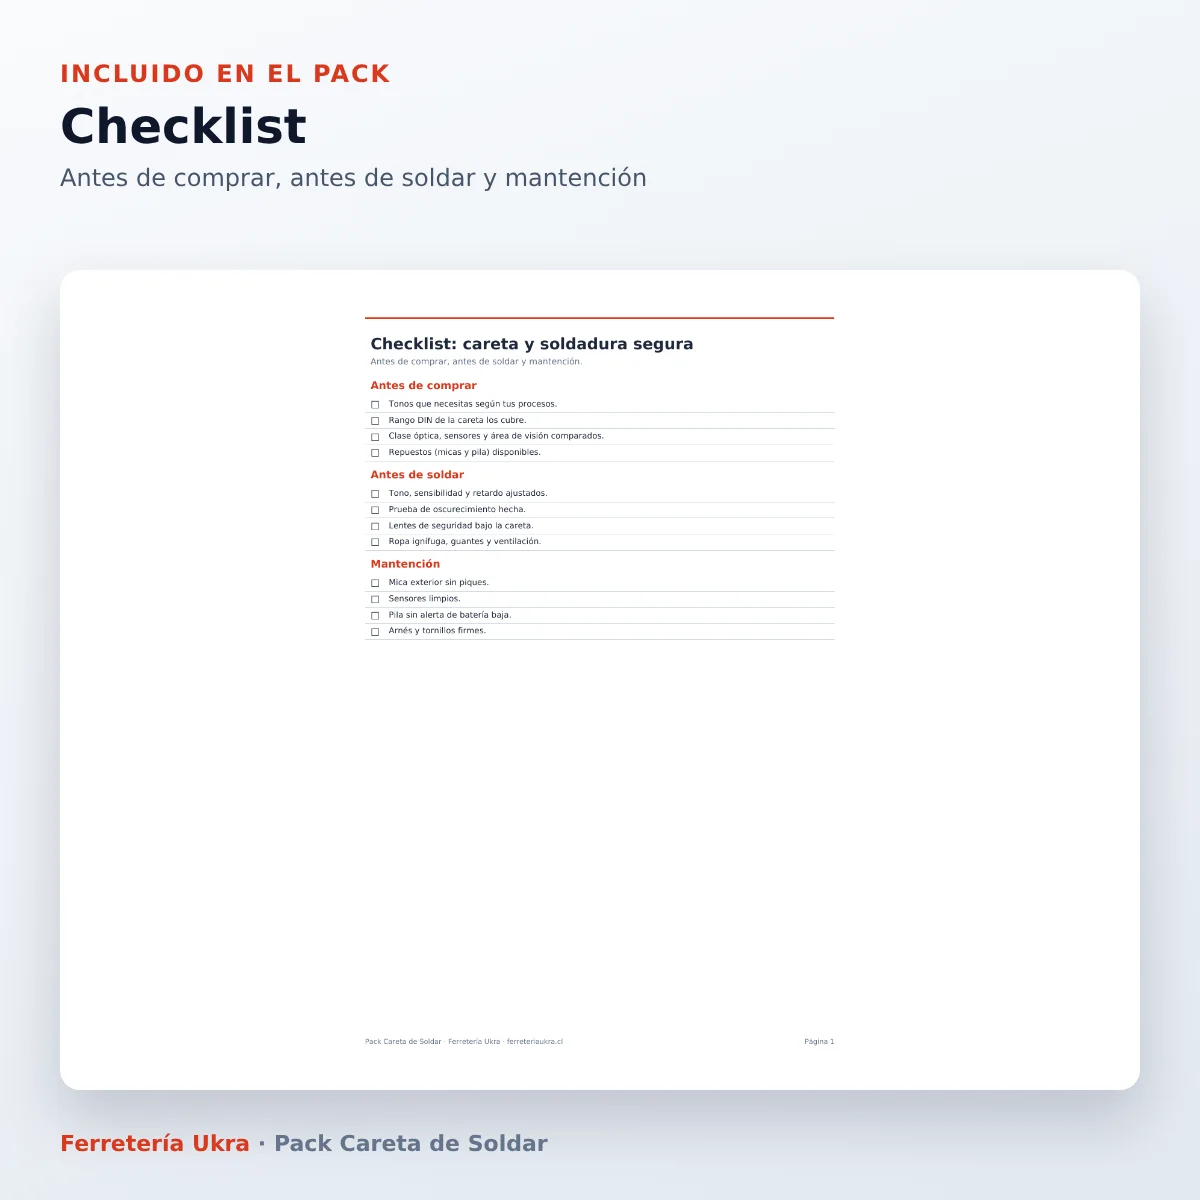 INCLUIDO EN EL PACK
Checklist
Antes de comprar, antes de soldar y mantención
Checklist: careta y soldadura segura
Antes de comprar, antes de soldar y mantención.
Antes de comprar
☐ Tonos que necesitas según tus procesos.
☐ Rango DIN de la careta los cubre.
☐ Clase óptica, sensores y área de visión comparados.
☐ Repuestos (micas y pila) disponibles.
Antes de soldar
☐ Tono, sensibilidad y retardo ajustados.
☐ Prueba de oscurecimiento hecha.
☐ Lentes de seguridad bajo la careta.
☐ Ropa ignífuga, guantes y ventilación.
Mantención
☐ Mica exterior sin piques.
☐ Sensores limpios.
☐ Pila sin alerta de batería baja.
☐ Arnés y tornillos firmes.
Pack Careta de Soldar · Ferretería Ukra · ferreteriaukra.cl Página 1
Ferretería Ukra · Pack Careta de Soldar